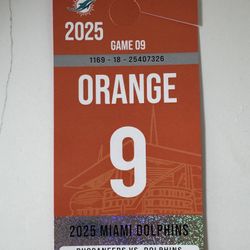 2025
GAME 09
1169 - 18 - 25407326
ORANGE
9
2025 MIAMI DOLPHINS
BUCCANEERS VS. DOLPHINS